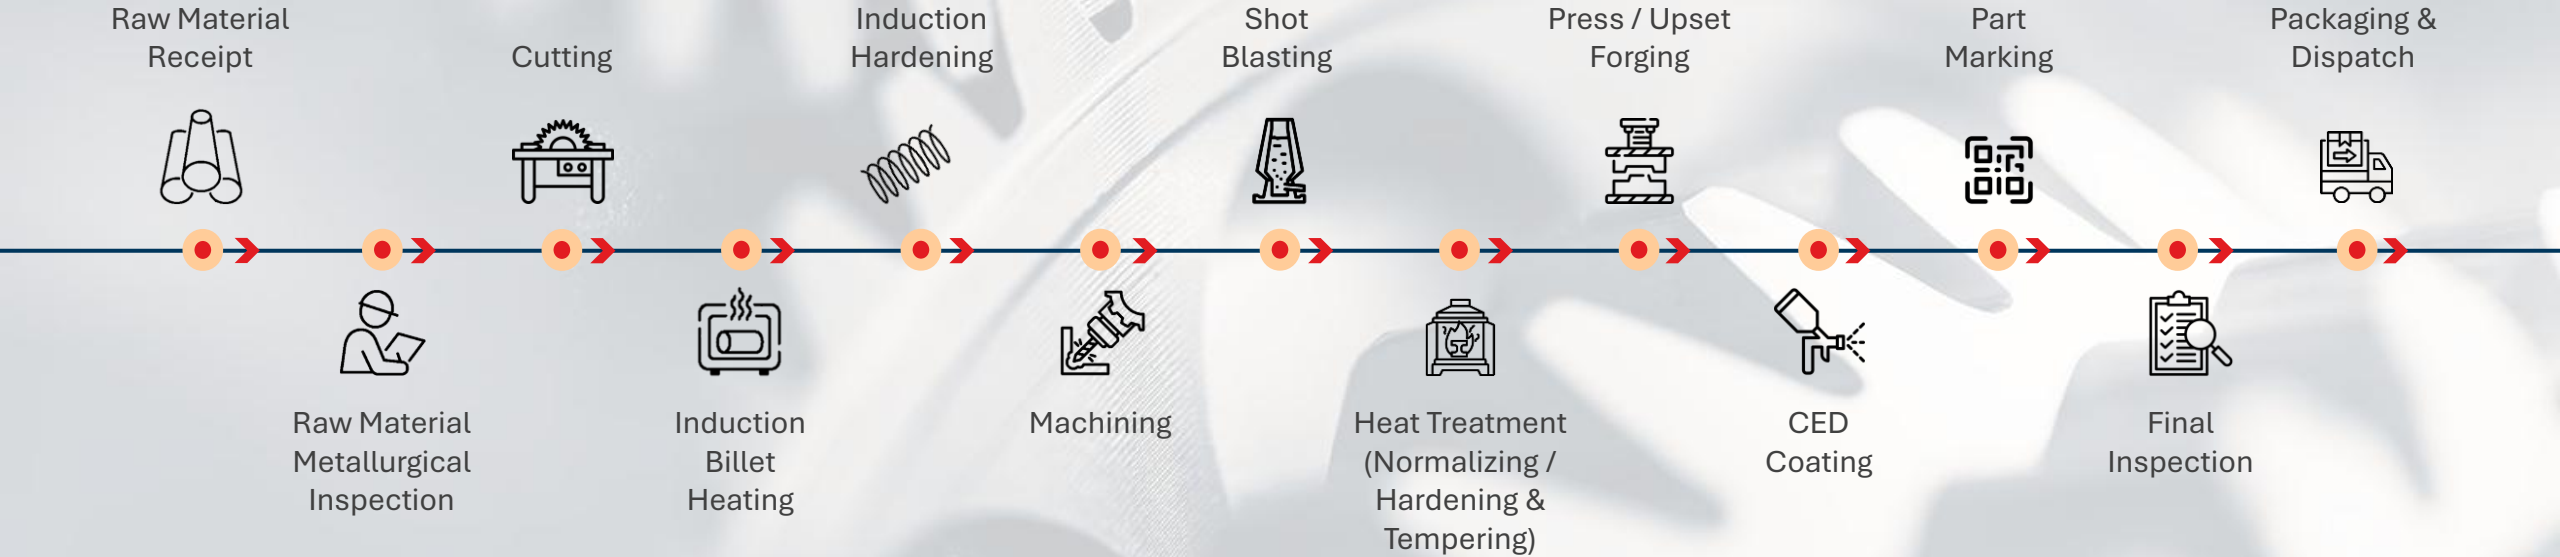 Raw Material
Receipt
Raw Material
Metallurgical
Inspection
Cutting
Induction
Billet
Heating
Induction
Hardening
Machining
Shot
Blasting
Heat Treatment
(Normalizing /
Hardening &
Tempering)
Press / Upset
Forging
CED
Coating
Part
Marking
Final
Inspection
Packaging &
Dispatch